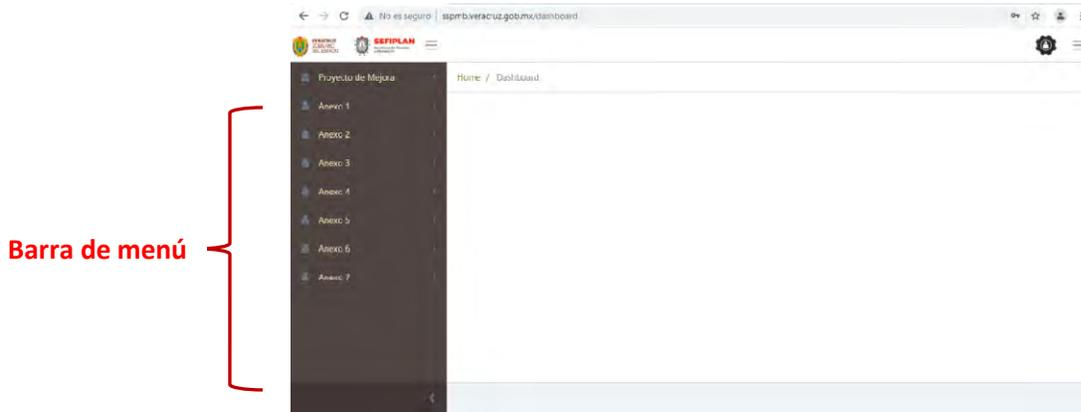 No es seguro | sspmb.veracruz.gob.mx/dashboard
SEFIPLAN
Proyecto de Mejora
Home / Dashboard
Anexo 1
Anexo 2
Anexo 3
Anexo 4
Anexo 5
Anexo 6
Anexo 7
Barra de menú